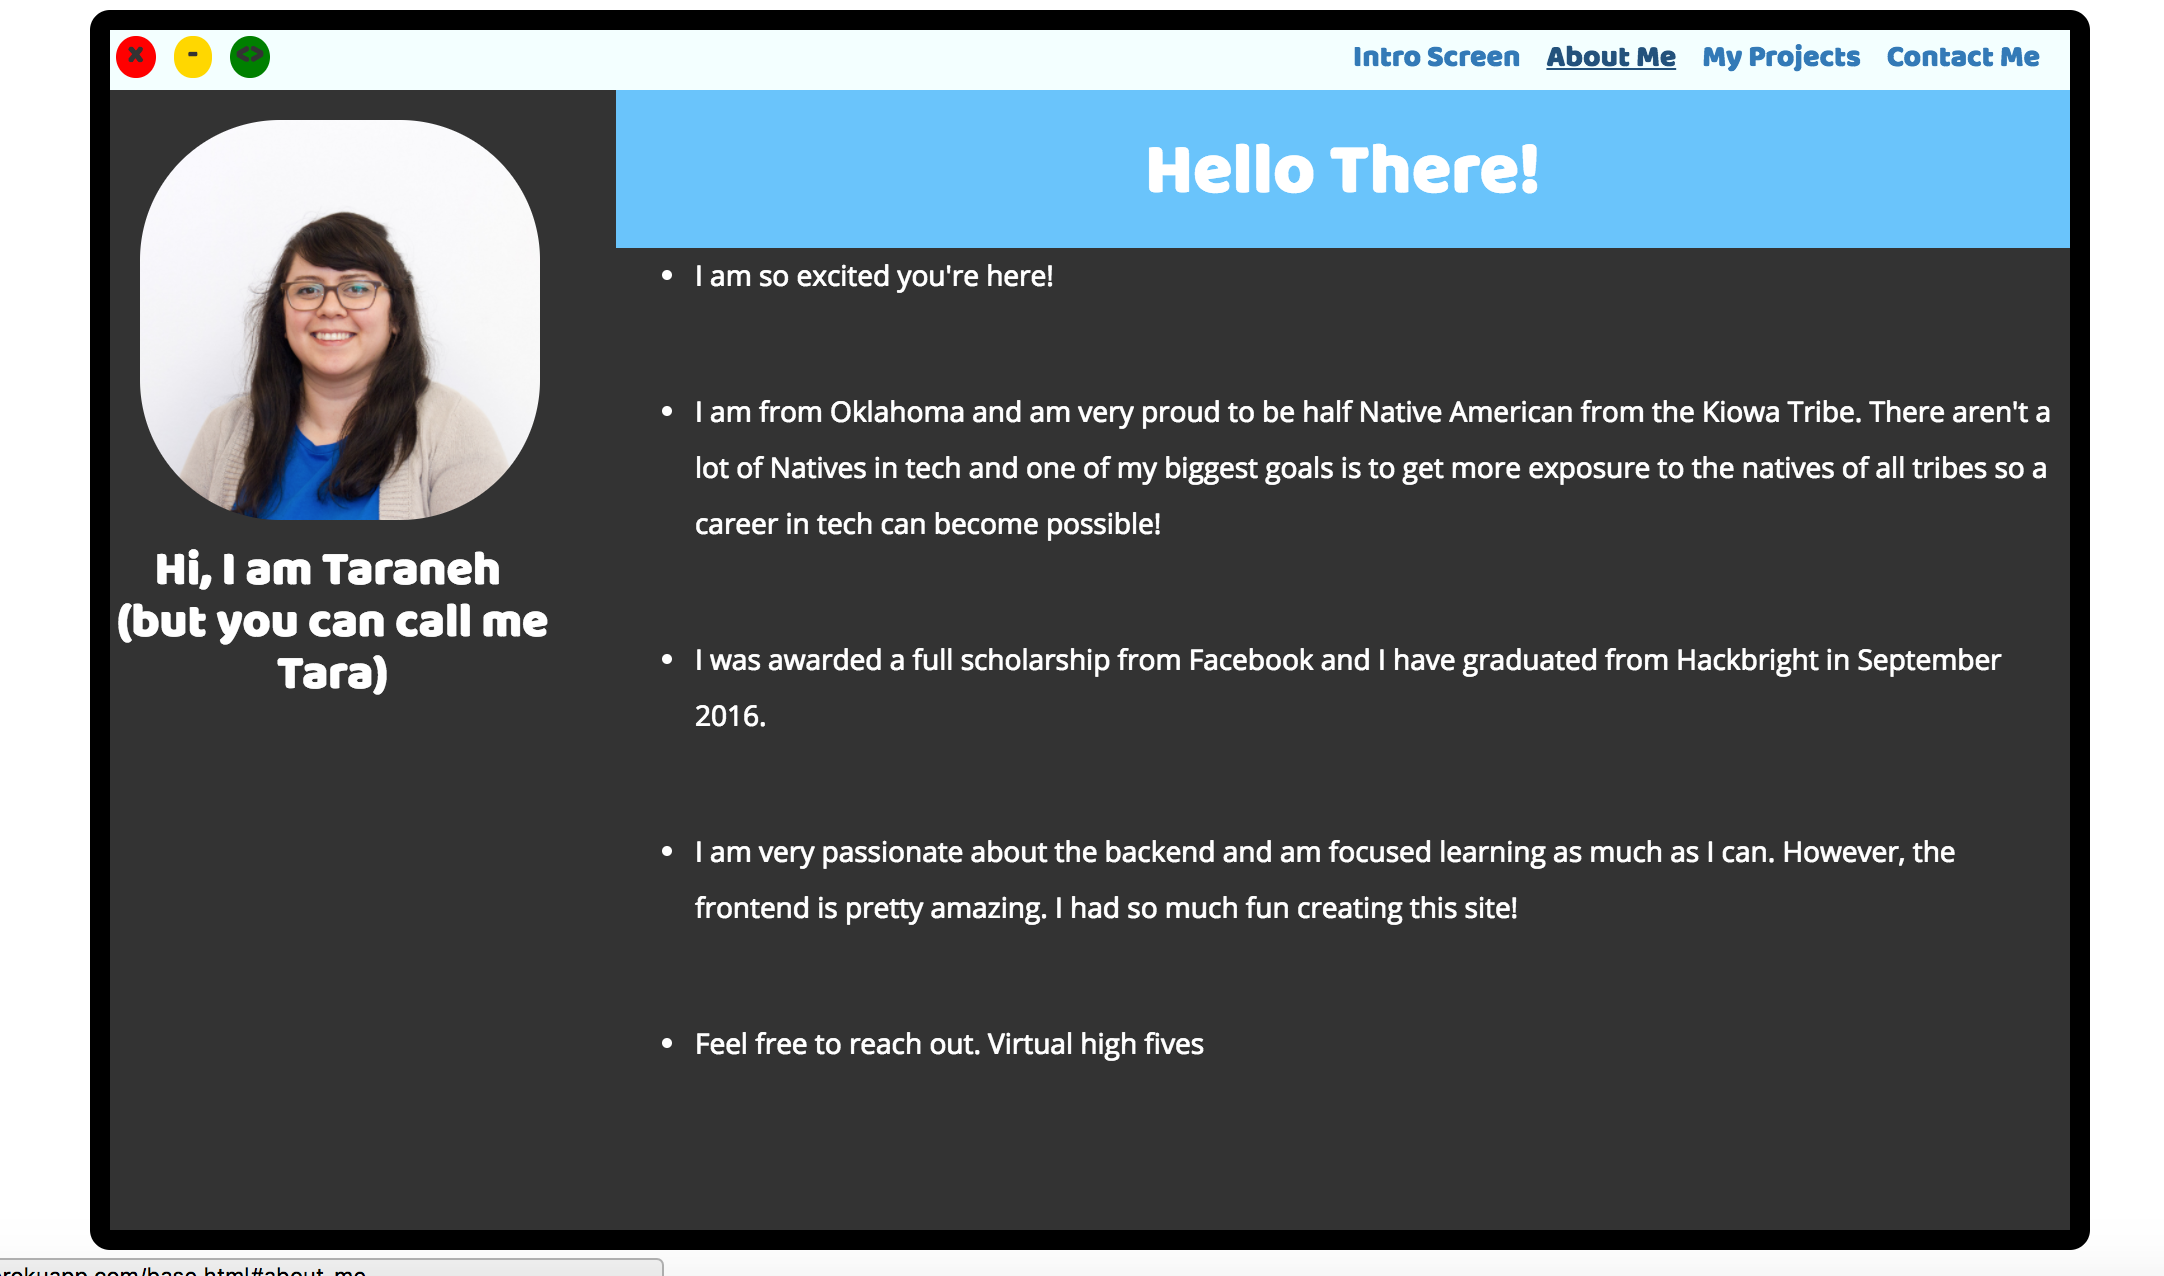 x - <> Intro Screen About Me My Projects Contact Me
Hello There!
Hi, I am Taraneh
(but you can call me
Tara)
• I am so excited you're here!
• I am from Oklahoma and am very proud to be half Native American from the Kiowa Tribe. There aren't a
lot of Natives in tech and one of my biggest goals is to get more exposure to the natives of all tribes so a
career in tech can become possible!
• I was awarded a full scholarship from Facebook and I have graduated from Hackbright in September
2016.
• I am very passionate about the backend and am focused learning as much as I can. However, the
frontend is pretty amazing. I had so much fun creating this site!
• Feel free to reach out. Virtual high fives
rokuapp.com/base.html#about-me